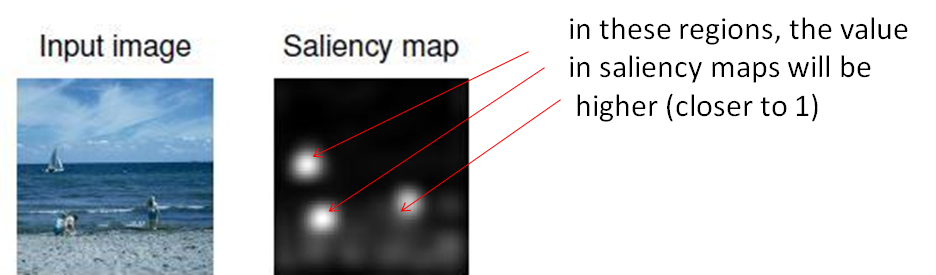 Input image
Saliency map
in these regions, the value
in saliency maps will be
higher (closer to 1)